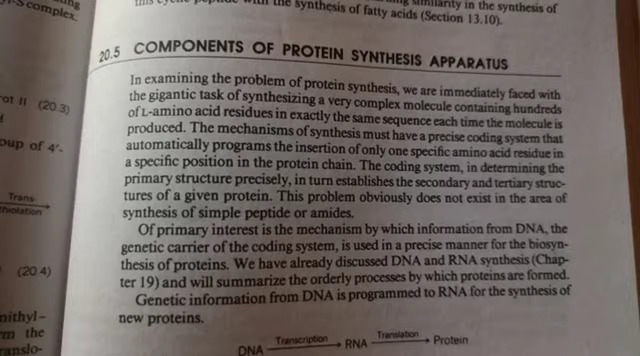 S complex.
the synthesis of fatty acids (Section 13.10).
similarity in the synthesis of
20.5 COMPONENTS OF PROTEIN SYNTHESIS APPARATUS
In examining the problem of protein synthesis, we are immediately faced with
the gigantic task of synthesizing a very complex molecule containing hundreds
of L-amino acid residues in exactly the same sequence each time the molecule is
produced. The mechanisms of synthesis must have a precise coding system that
automatically programs the insertion of only one specific amino acid residue in
a specific position in the protein chain. The coding system, in determining the
primary structure precisely, in turn establishes the secondary and tertiary struc-
tures of a given protein. This problem obviously does not exist in the area of
synthesis of simple peptide or amides.
Of primary interest is the mechanism by which information from DNA, the
genetic carrier of the coding system, is used in a precise manner for the biosyn-
thesis of proteins. We have already discussed DNA and RNA synthesis (Chap-
ter 19) and will summarize the orderly processes by which proteins are formed.
Genetic information from DNA is programmed to RNA for the synthesis of
new proteins.
DNA Transcription RNA Translation Protein
II (20.3)
oup of 4'-
Trans-
thiolation
(20.4)
m the